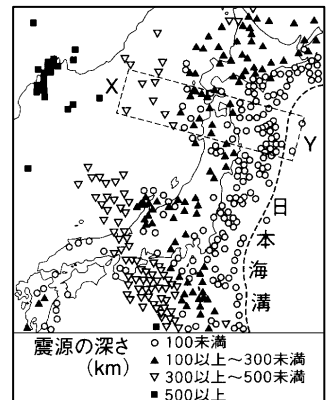 X
Y
日本海溝
震源の深さ
(km)
○ 100未満
▲ 100以上～300未満
▽ 300以上～500未満
■ 500以上